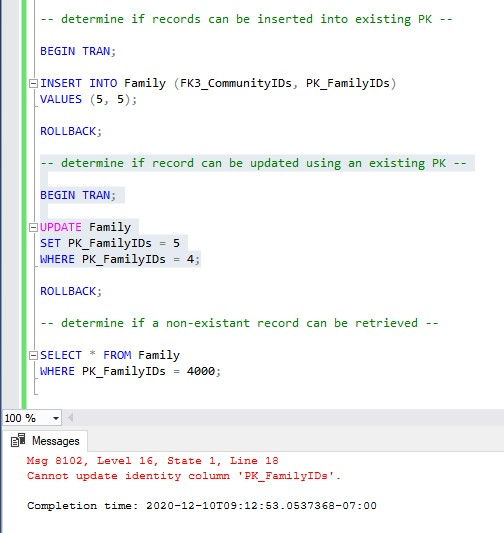 -- determine if records can be inserted into existing PK --
BEGIN TRAN;
INSERT INTO Family (FK3_CommunityIDs, PK_FamilyIDs)
VALUES (5, 5);
ROLLBACK;
-- determine if record can be updated using an existing PK --
BEGIN TRAN;
UPDATE Family
SET PK_FamilyIDs = 5
WHERE PK_FamilyIDs = 4;
ROLLBACK;
-- determine if a non-existant record can be retrieved --
SELECT * FROM Family
WHERE PK_FamilyIDs = 4000;
100 %
Messages
Msg 8102, Level 16, State 1, Line 18
Cannot update identity column 'PK_FamilyIDs'.
Completion time: 2020-12-10T09:12:53.0537368-07:00